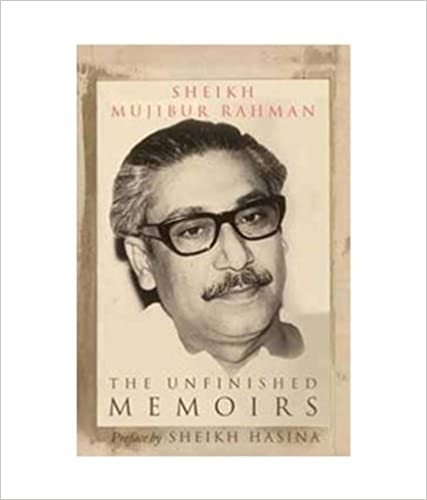 SHEIKH
MUJIBUR RAHMAN
THE UNFINISHED
MEMOIRS
Preface by SHEIKH HASINA